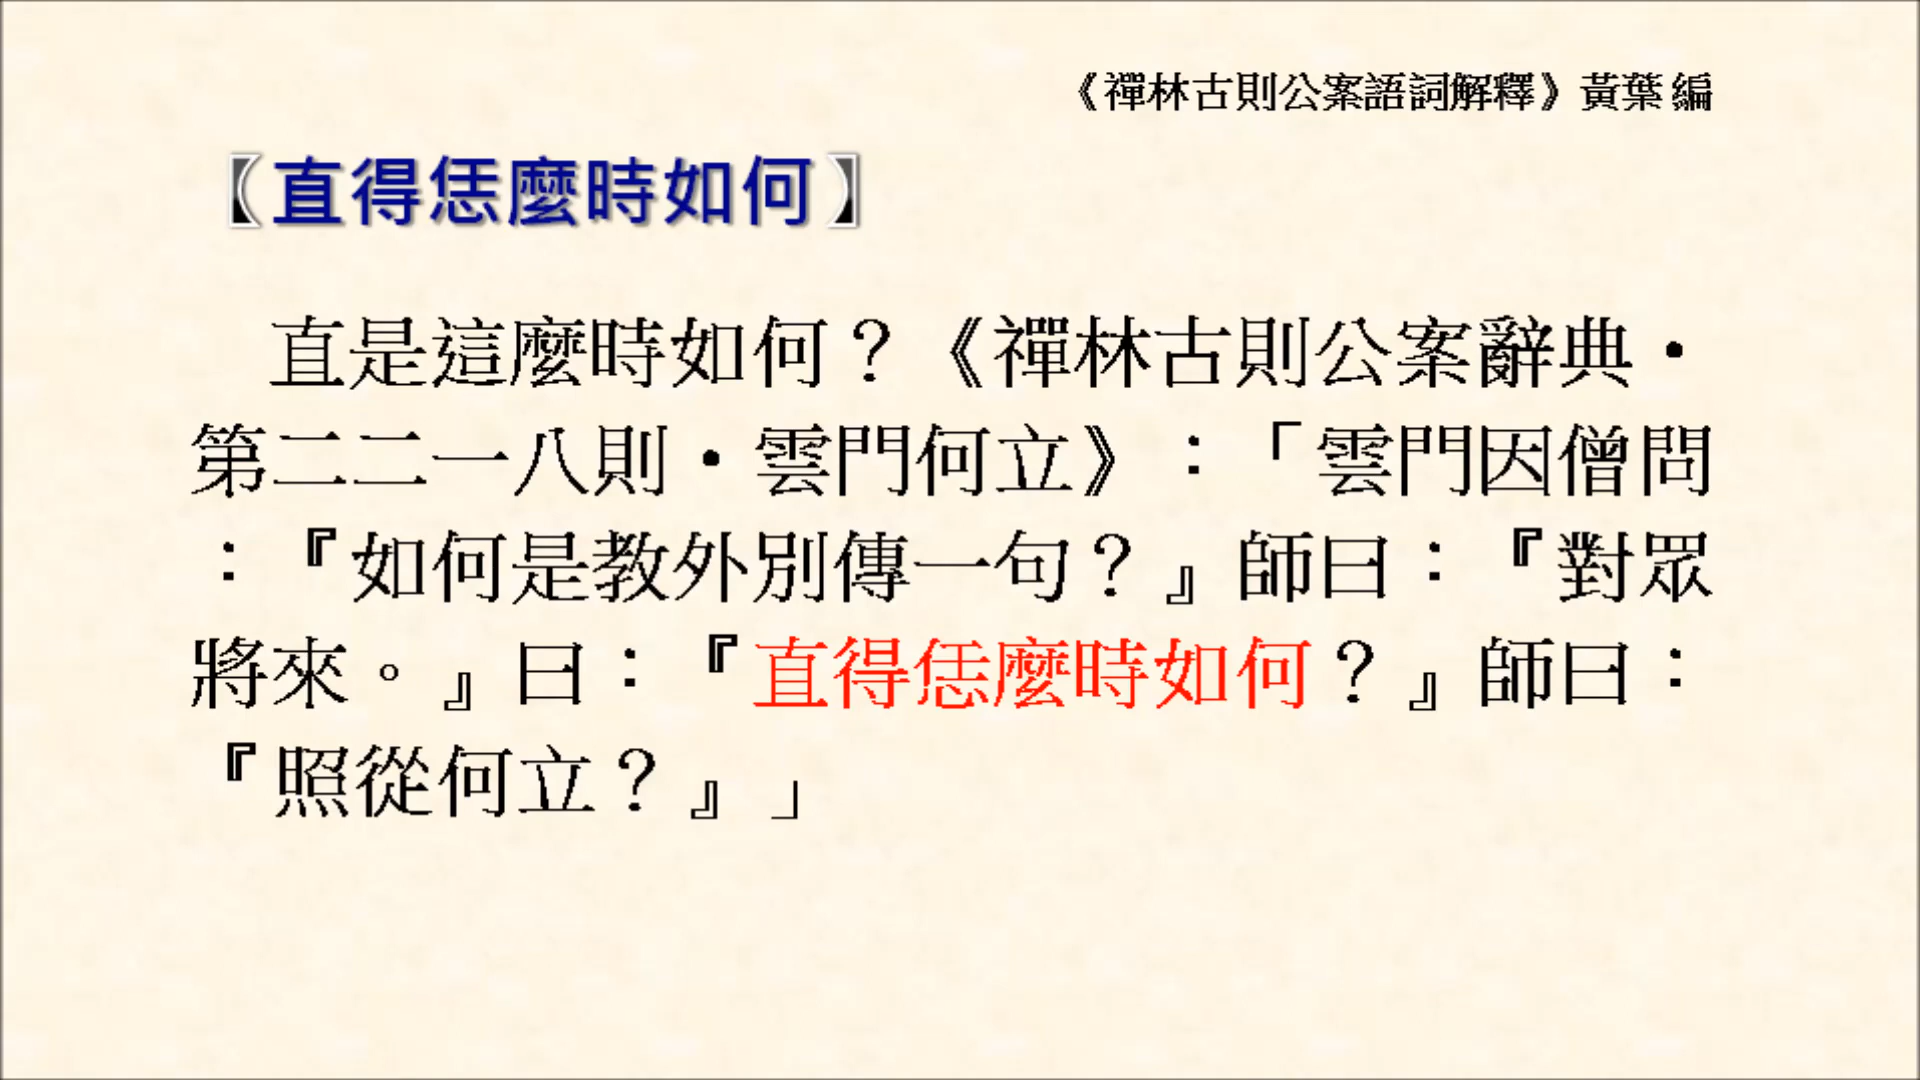 《禪林古則公案語詞解釋》黃葉 編
【直得恁麼時如何】
直是這麼時如何？《禪林古則公案辭典•
第二二一八則•雲門何立》：「雲門因僧問
：『如何是教外別傳一句？』師曰：『對眾
將來。』曰：『直得恁麼時如何？』師曰：
『照從何立？』」